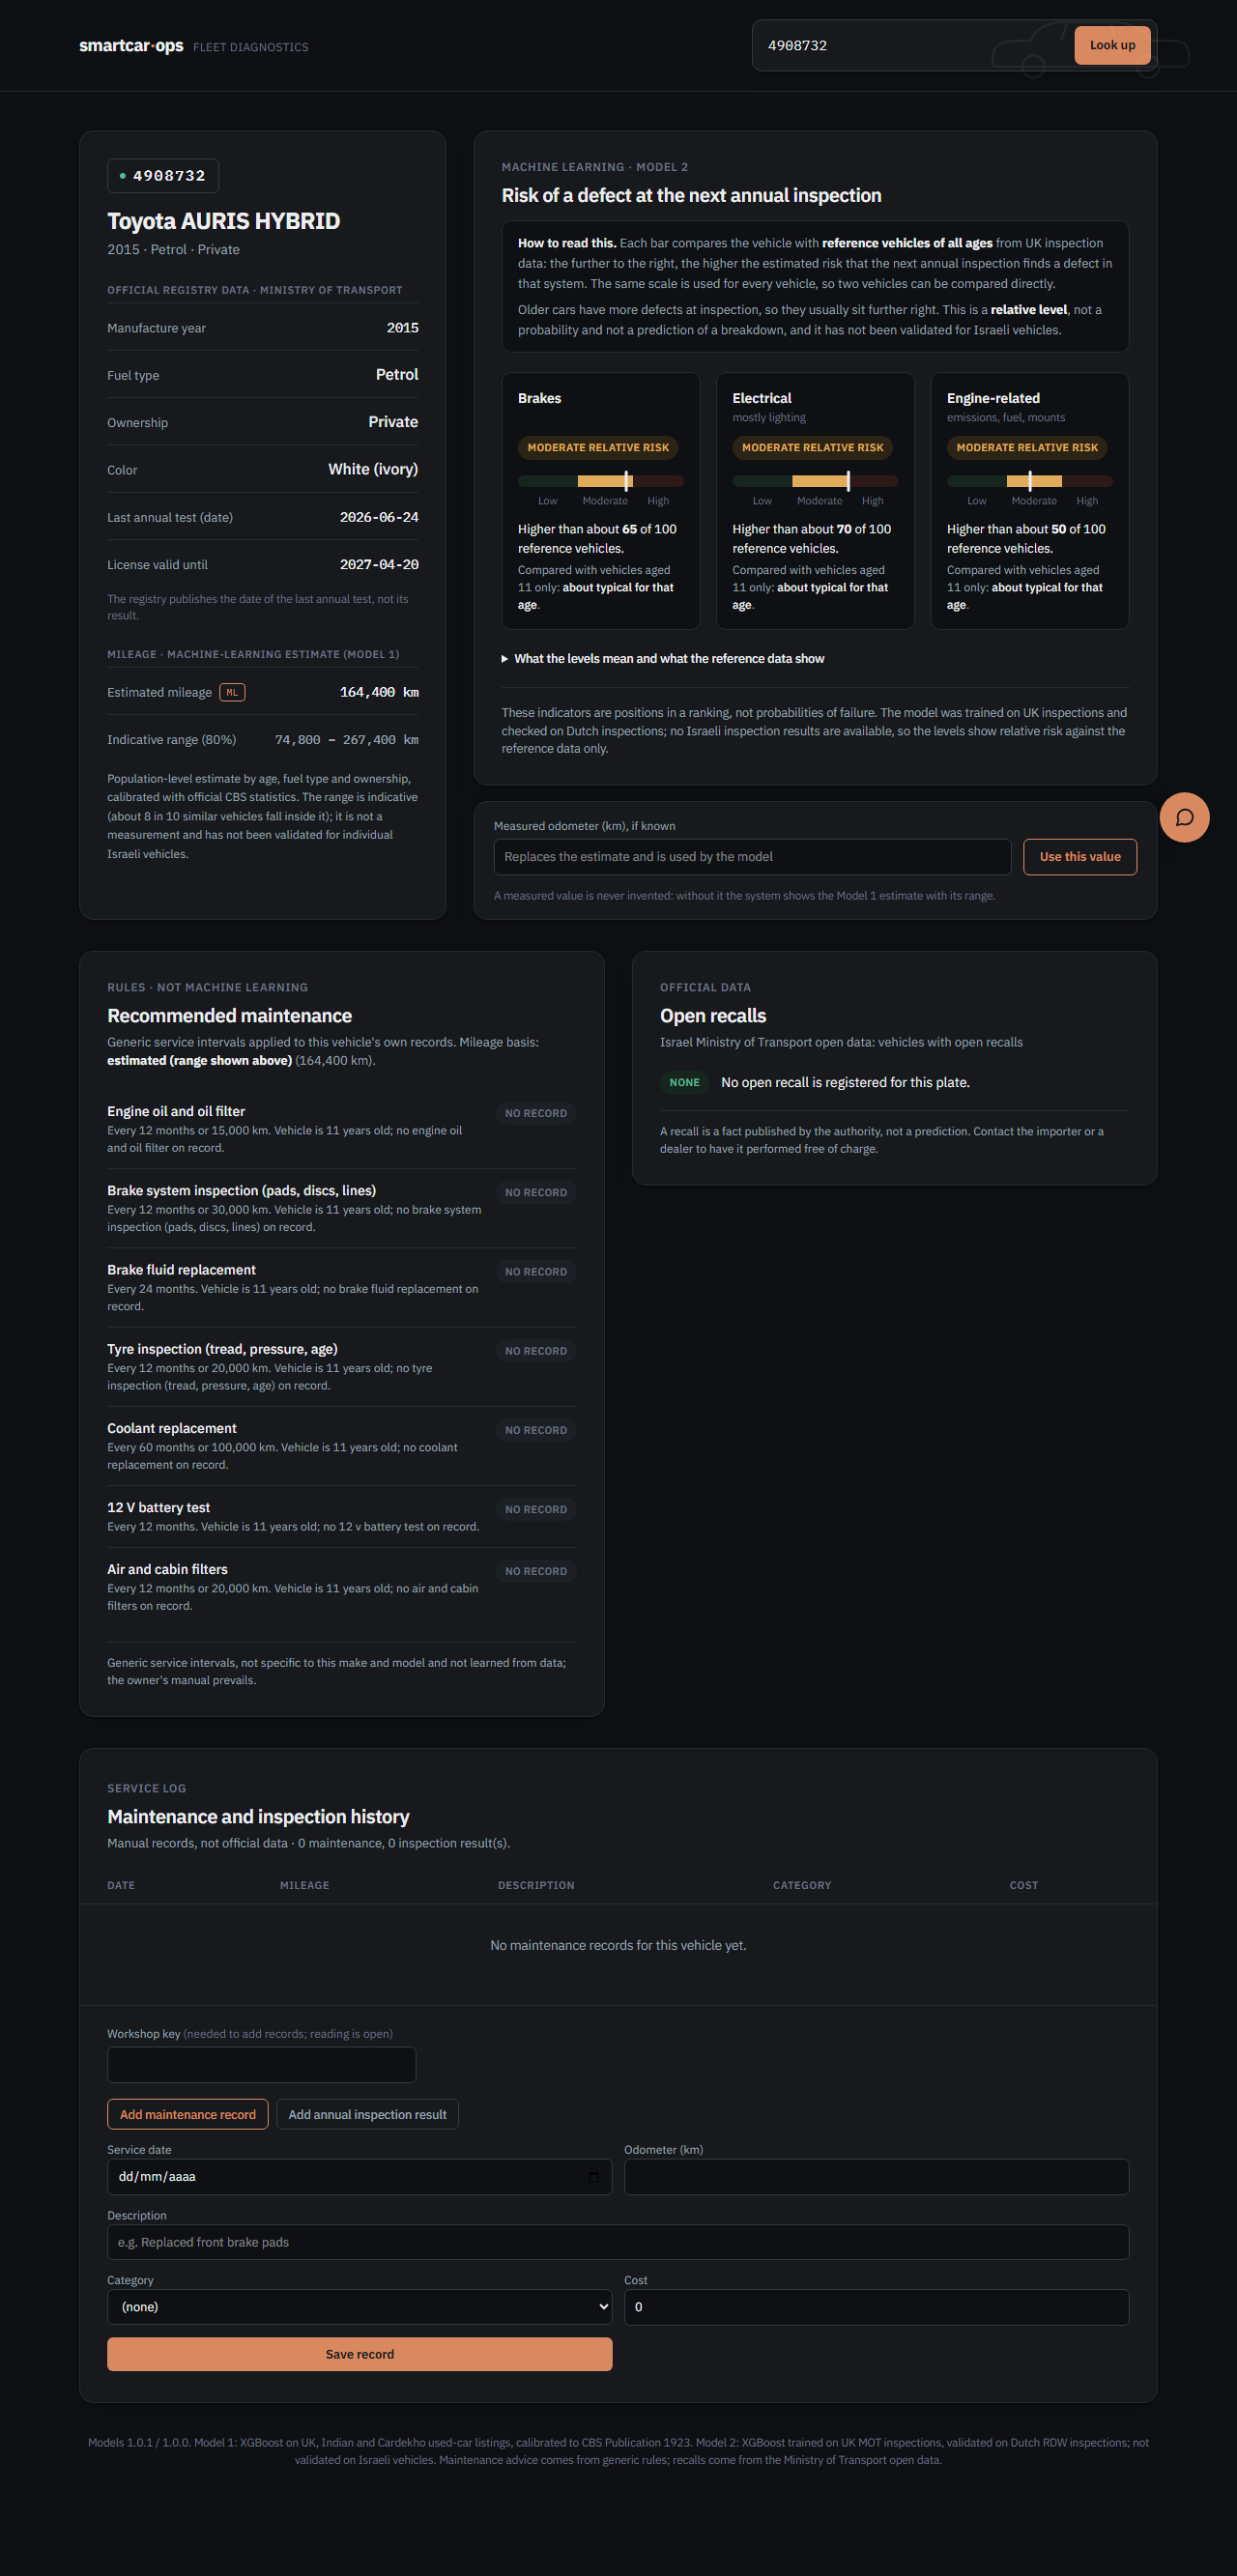 smartcar·ops FLEET DIAGNOSTICS
4908732
Look up
4908732
Toyota AURIS HYBRID
2015 · Petrol · Private
OFFICIAL REGISTRY DATA · MINISTRY OF TRANSPORT
Manufacture year 2015
Fuel type Petrol
Ownership Private
Color White (ivory)
Last annual test (date) 2026-06-24
License valid until 2027-04-20
The registry publishes the date of the last annual test, not its
result.
MILEAGE · MACHINE-LEARNING ESTIMATE (MODEL 1)
Estimated mileage ML 164,400 km
Indicative range (80%) 74,800 – 267,400 km
Population-level estimate by age, fuel type and ownership,
calibrated with official CBS statistics. The range is indicative
(about 8 in 10 similar vehicles fall inside it); it is not a
measurement and has not been validated for individual
Israeli vehicles.
MACHINE LEARNING · MODEL 2
Risk of a defect at the next annual inspection
How to read this. Each bar compares the vehicle with reference vehicles of all ages from UK inspection
data: the further to the right, the higher the estimated risk that the next annual inspection finds a defect in
that system. The same scale is used for every vehicle, so two vehicles can be compared directly.
Older cars have more defects at inspection, so they usually sit further right. This is a relative level, not a
probability and not a prediction of a breakdown, and it has not been validated for Israeli vehicles.
Brakes
MODERATE RELATIVE RISK
Low Moderate High
Higher than about 65 of 100
reference vehicles.
Compared with vehicles aged
11 only: about typical for that
age.
Electrical
mostly lighting
MODERATE RELATIVE RISK
Low Moderate High
Higher than about 70 of 100
reference vehicles.
Compared with vehicles aged
11 only: about typical for that
age.
Engine-related
emissions, fuel, mounts
MODERATE RELATIVE RISK
Low Moderate High
Higher than about 50 of 100
reference vehicles.
Compared with vehicles aged
11 only: about typical for that
age.
What the levels mean and what the reference data show
These indicators are positions in a ranking, not probabilities of failure. The model was trained on UK inspections and
checked on Dutch inspections; no Israeli inspection results are available, so the levels show relative risk against the
reference data only.
Measured odometer (km), if known
Replaces the estimate and is used by the model
Use this value
A measured value is never invented: without it the system shows the Model 1 estimate with its range.
RULES · NOT MACHINE LEARNING
Recommended maintenance
Generic service intervals applied to this vehicle's own records. Mileage basis:
estimated (range shown above) (164,400 km).
Engine oil and oil filter NO RECORD
Every 12 months or 15,000 km. Vehicle is 11 years old; no engine oil
and oil filter on record.
Brake system inspection (pads, discs, lines) NO RECORD
Every 12 months or 30,000 km. Vehicle is 11 years old; no brake system
inspection (pads, discs, lines) on record.
Brake fluid replacement NO RECORD
Every 24 months. Vehicle is 11 years old; no brake fluid replacement on
record.
Tyre inspection (tread, pressure, age) NO RECORD
Every 12 months or 20,000 km. Vehicle is 11 years old; no tyre
inspection (tread, pressure, age) on record.
Coolant replacement NO RECORD
Every 60 months or 100,000 km. Vehicle is 11 years old; no coolant
replacement on record.
12 V battery test NO RECORD
Every 12 months. Vehicle is 11 years old; no 12 v battery test on record.
Air and cabin filters NO RECORD
Every 12 months or 20,000 km. Vehicle is 11 years old; no air and cabin
filters on record.
Generic service intervals, not specific to this make and model and not learned from data;
the owner's manual prevails.
OFFICIAL DATA
Open recalls
Israel Ministry of Transport open data: vehicles with open recalls
NONE No open recall is registered for this plate.
A recall is a fact published by the authority, not a prediction. Contact the importer or a
dealer to have it performed free of charge.
SERVICE LOG
Maintenance and inspection history
Manual records, not official data · 0 maintenance, 0 inspection result(s).
DATE MILEAGE DESCRIPTION CATEGORY COST
No maintenance records for this vehicle yet.
Workshop key (needed to add records; reading is open)
Add maintenance record Add annual inspection result
Service date Odometer (km)
dd/mm/aaaa
Description
e.g. Replaced front brake pads
Category Cost
(none) 0
Save record
Models 1.0.1 / 1.0.0. Model 1: XGBoost on UK, Indian and Cardekho used-car listings, calibrated to CBS Publication 1923. Model 2: XGBoost trained on UK MOT inspections, validated on Dutch RDW inspections; not
validated on Israeli vehicles. Maintenance advice comes from generic rules; recalls come from the Ministry of Transport open data.